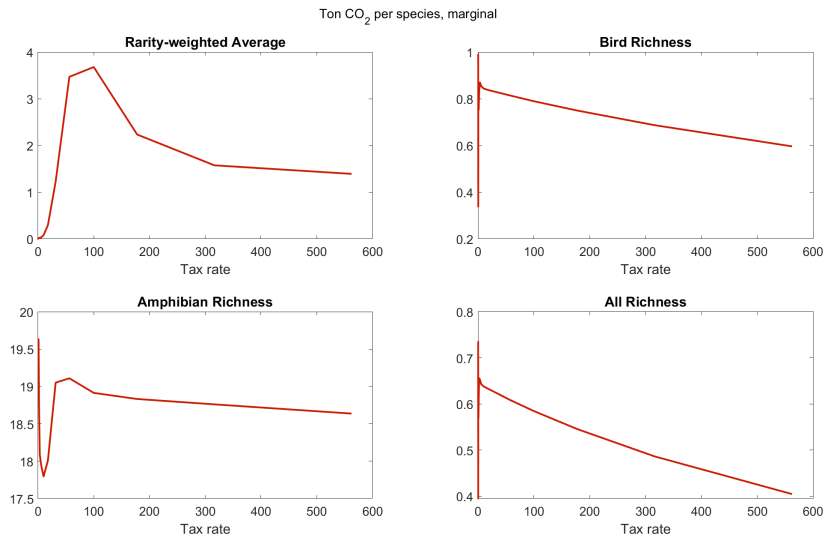 Ton CO2 per species, marginal
Rarity-weighted Average
4
3
2
1
0
0 100 200 300 400 500 600
Tax rate
Bird Richness
1
0.8
0.6
0.4
0.2
0 100 200 300 400 500 600
Tax rate
Amphibian Richness
20
19.5
19
18.5
18
17.5
0 100 200 300 400 500 600
Tax rate
All Richness
0.8
0.7
0.6
0.5
0.4
0 100 200 300 400 500 600
Tax rate